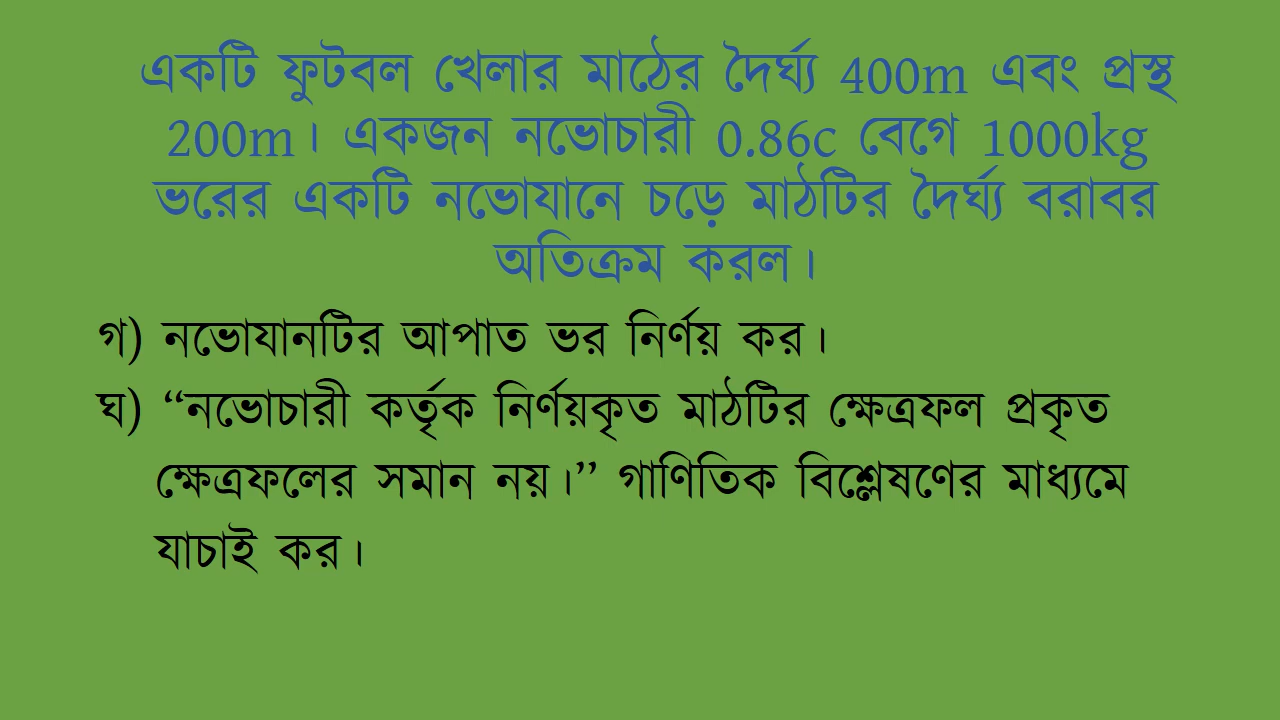 একটি ফুটবল খেলার মাঠের দৈর্ঘ্য 400m এবং প্রস্থ
200m। একজন নভোচারী 0.86c বেগে 1000kg
ভরের একটি নভোযানে চড়ে মাঠটির দৈর্ঘ্য বরাবর
অতিক্রম করল।
গ) নভোযানটির আপাত ভর নির্ণয় কর।
ঘ) “নভোচারী কর্তৃক নির্ণয়কৃত মাঠটির ক্ষেত্রফল প্রকৃত
ক্ষেত্রফলের সমান নয়।” গাণিতিক বিশ্লেষণের মাধ্যমে
যাচাই কর।